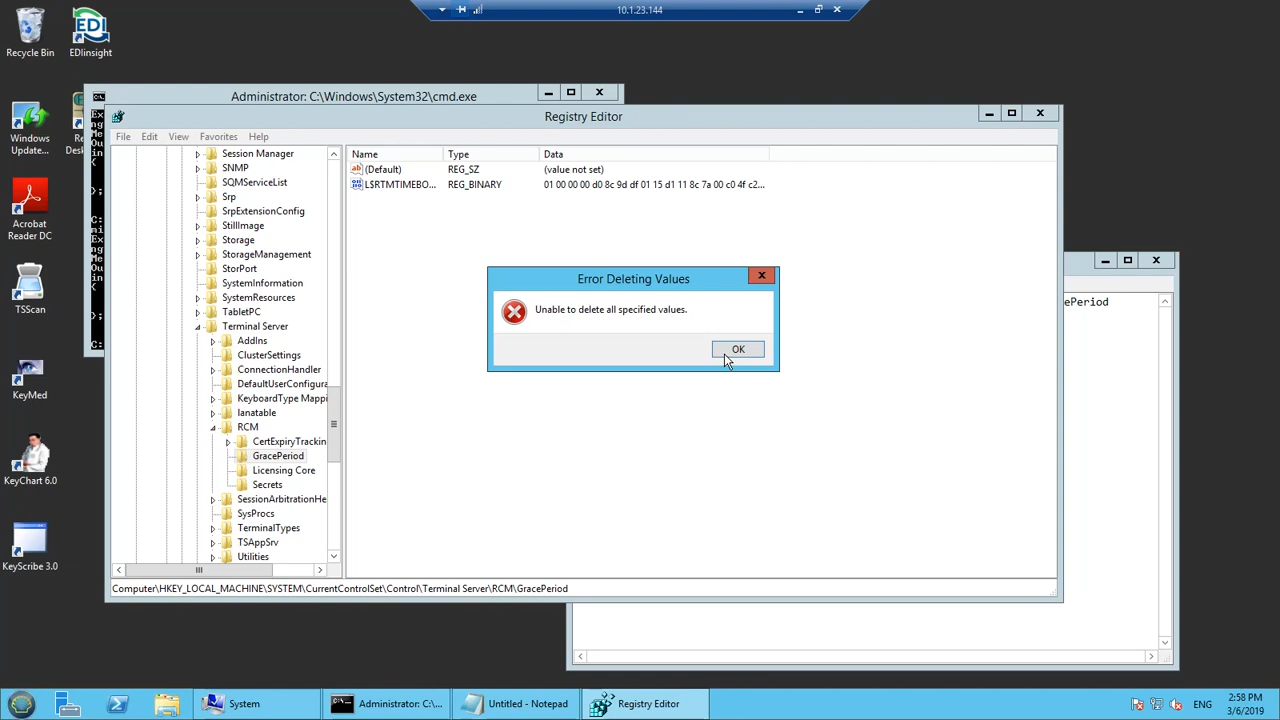 10.1.23.144
Recycle Bin
EDI
EDIinsight
Windows
Update...
Acrobat
Reader DC
TSScan
KeyMed
KeyChart 6.0
KeyScribe 3.0
Administrator: C:\Windows\System32\cmd.exe
Registry Editor
File Edit View Favorites Help
Session Manager
SNMP
SQMServiceList
Srp
SrpExtensionConfig
StillImage
Storage
StorageManagement
StorPort
SystemInformation
SystemResources
TabletPC
Terminal Server
AddIns
ClusterSettings
ConnectionHandler
DefaultUserConfigura
KeyboardType Mappi
lanatable
RCM
CertExpiryTrackin
GracePeriod
Licensing Core
Secrets
SessionArbitrationHe
SysProcs
TerminalTypes
TSAppSrv
Utilities
Name Type Data
(Default) REG_SZ (value not set)
L$RTMTIMEBO... REG_BINARY 01 00 00 00 d0 8c 9d df 01 15 d1 11 8c 7a 00 c0 4f c2...
Error Deleting Values
Unable to delete all specified values.
OK
ePeriod
Computer\HKEY_LOCAL_MACHINE\SYSTEM\CurrentControlSet\Control\Terminal Server\RCM\GracePeriod
System
Administrator: C:\...
Untitled - Notepad
Registry Editor
ENG
2:58 PM
3/6/2019